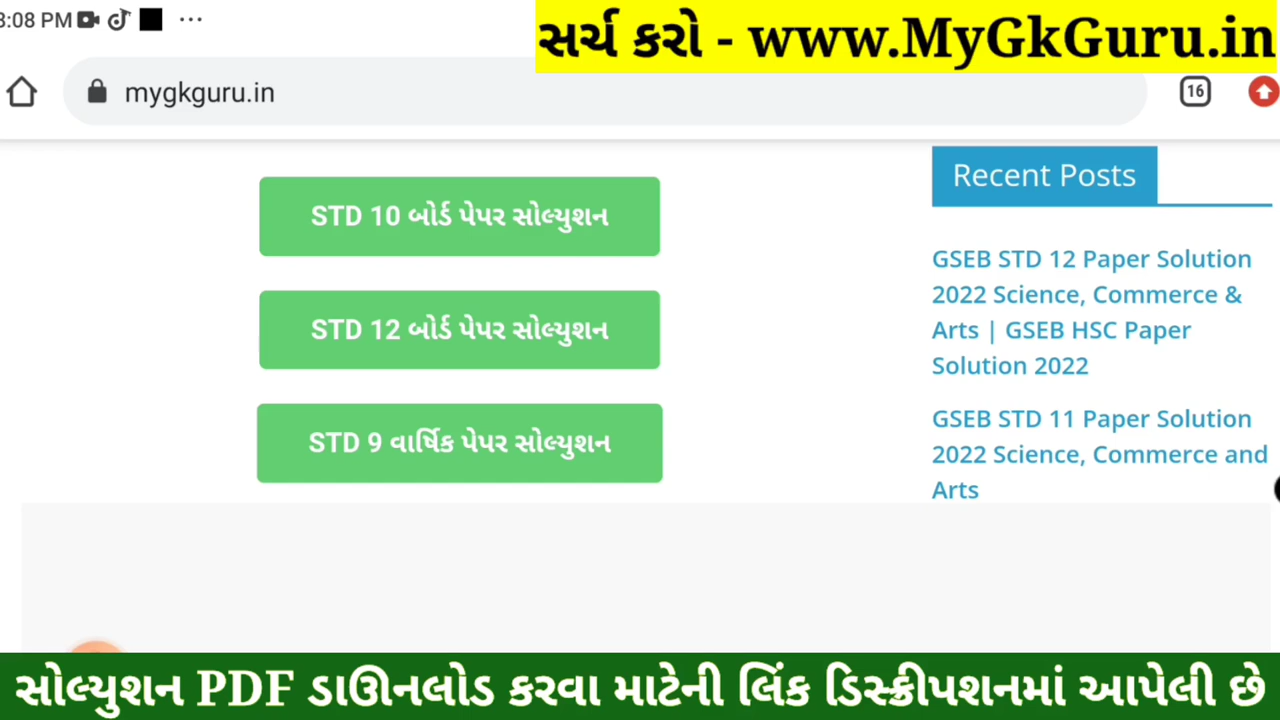 3:08 PM
સર્ચ કરો - www.MyGkGuru.in
mygkguru.in
16
STD 10 બોર્ડ પેપર સોલ્યુશન
STD 12 બોર્ડ પેપર સોલ્યુશન
STD 9 વાર્ષિક પેપર સોલ્યુશન
Recent Posts
GSEB STD 12 Paper Solution
2022 Science, Commerce &
Arts | GSEB HSC Paper
Solution 2022
GSEB STD 11 Paper Solution
2022 Science, Commerce and
Arts
સોલ્યુશન PDF ડાઊનલોડ કરવા માટેની લિંક ડિસ્ક્રીપશનમાં આપેલી છે